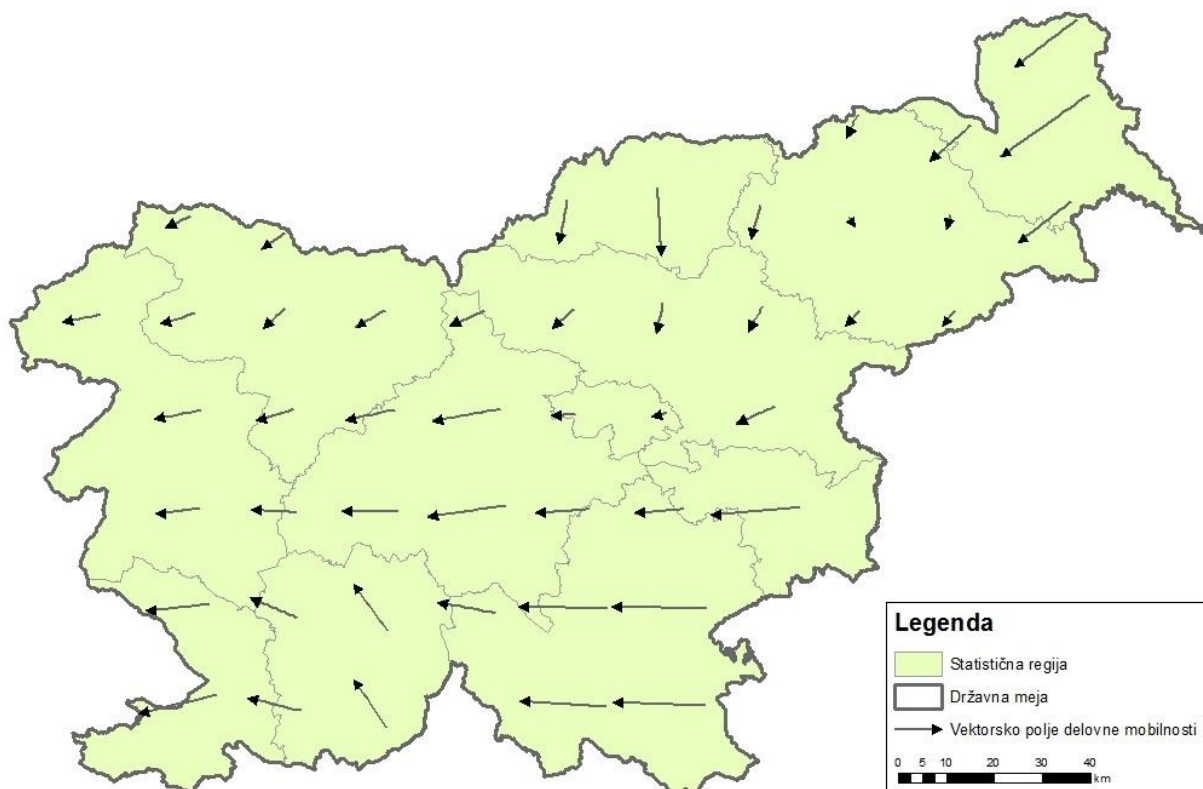 Legenda
Statistična regija
Državna meja
Vektorsko polje delovne mobilnosti
0 5 10 20 30 40
km